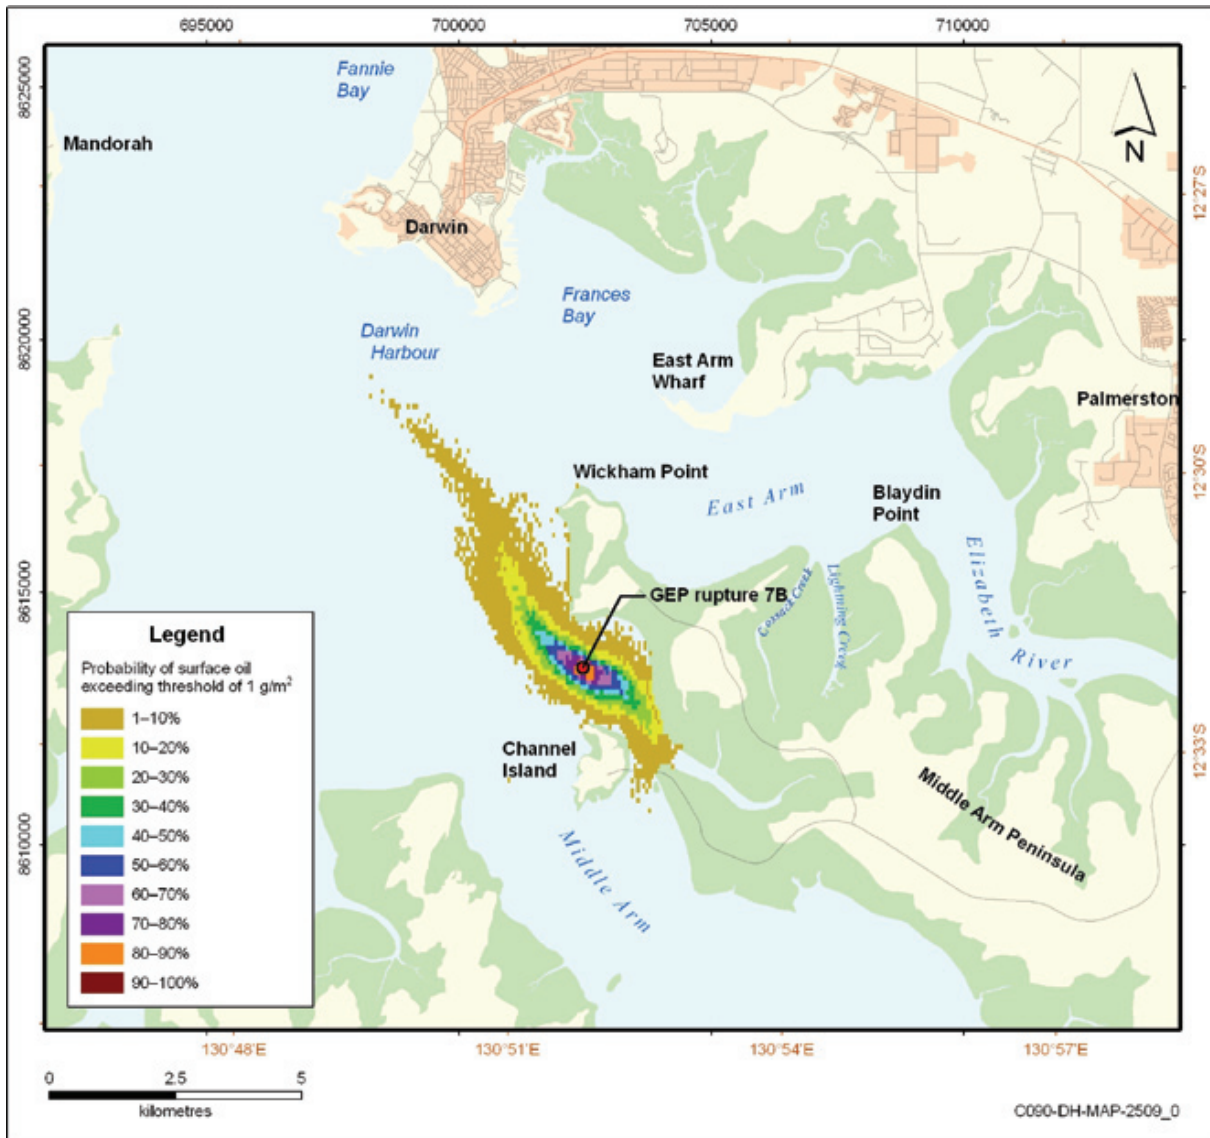 695000
700000
705000
710000
8625000
8620000
8615000
8610000
12°27'S
12°30'S
12°33'S
Fannie
Bay
Mandorah
N
Darwin
Frances
Bay
Darwin
Harbour
East Arm
Wharf
Palmerston
Wickham Point
East Arm
Blaydin
Point
Elizabeth
River
Cossack Creek
Lightning Creek
GEP rupture 7B
Channel
Island
Middle Arm Peninsula
Middle Arm
Legend
Probability of surface oil
exceeding threshold of 1 g/m²
1–10%
10–20%
20–30%
30–40%
40–50%
50–60%
60–70%
70–80%
80–90%
90–100%
130°48'E
130°51'E
130°54'E
130°57'E
0 2.5 5
kilometres
C090-DH-MAP-2509_0